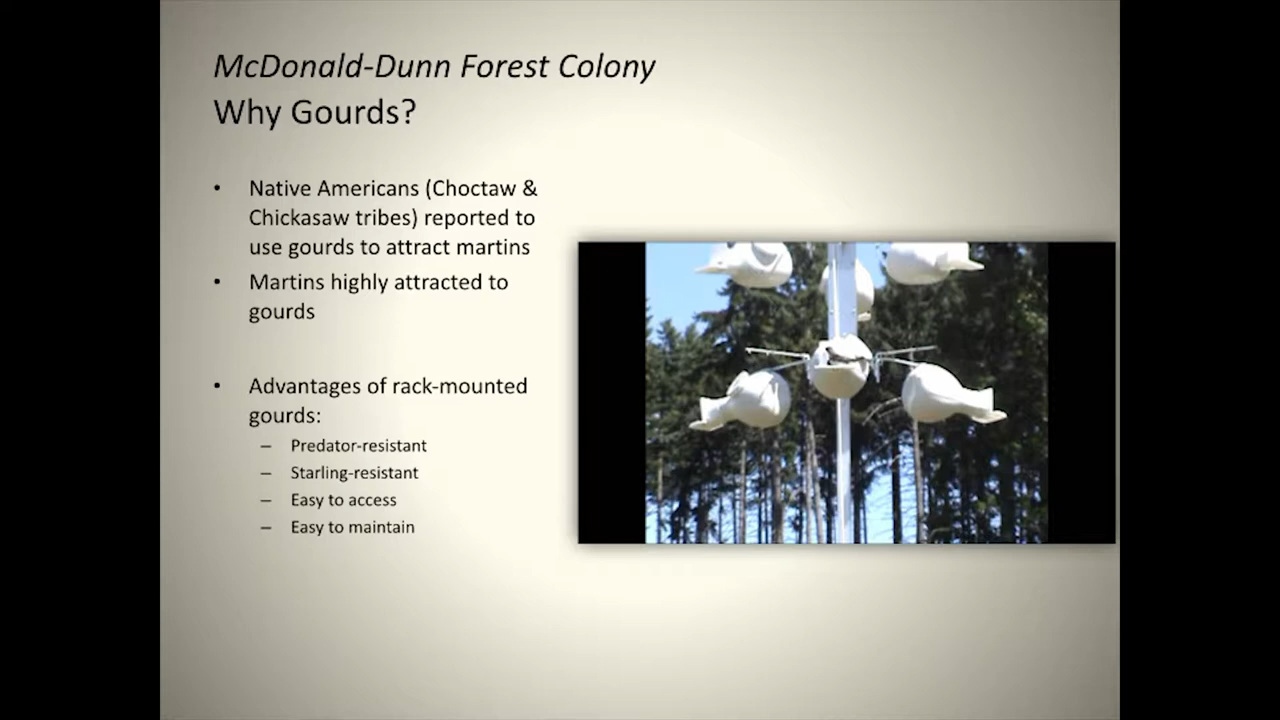 McDonald-Dunn Forest Colony
Why Gourds?
• Native Americans (Choctaw &
Chickasaw tribes) reported to
use gourds to attract martins
• Martins highly attracted to
gourds
• Advantages of rack-mounted
gourds:
– Predator-resistant
– Starling-resistant
– Easy to access
– Easy to maintain